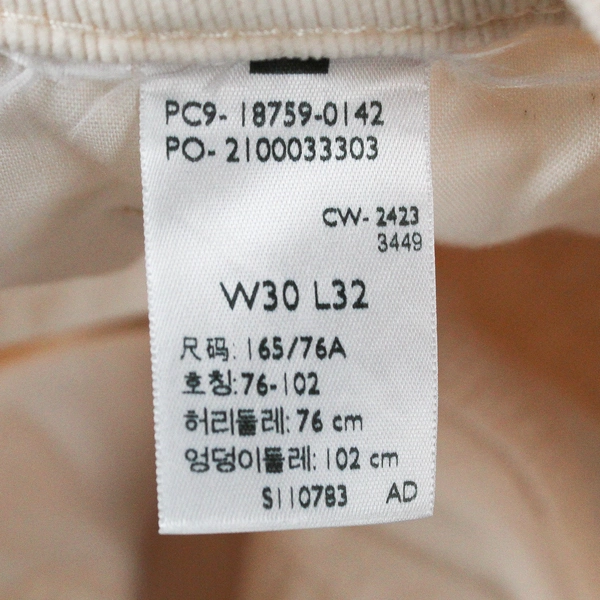 PC9- 18759-0142
PO- 2100033303
CW- 2423
3449
W30 L32
尺码: 165/76A
호칭: 76-102
허리둘레: 76 cm
엉덩이둘레: 102 cm
S110783 AD